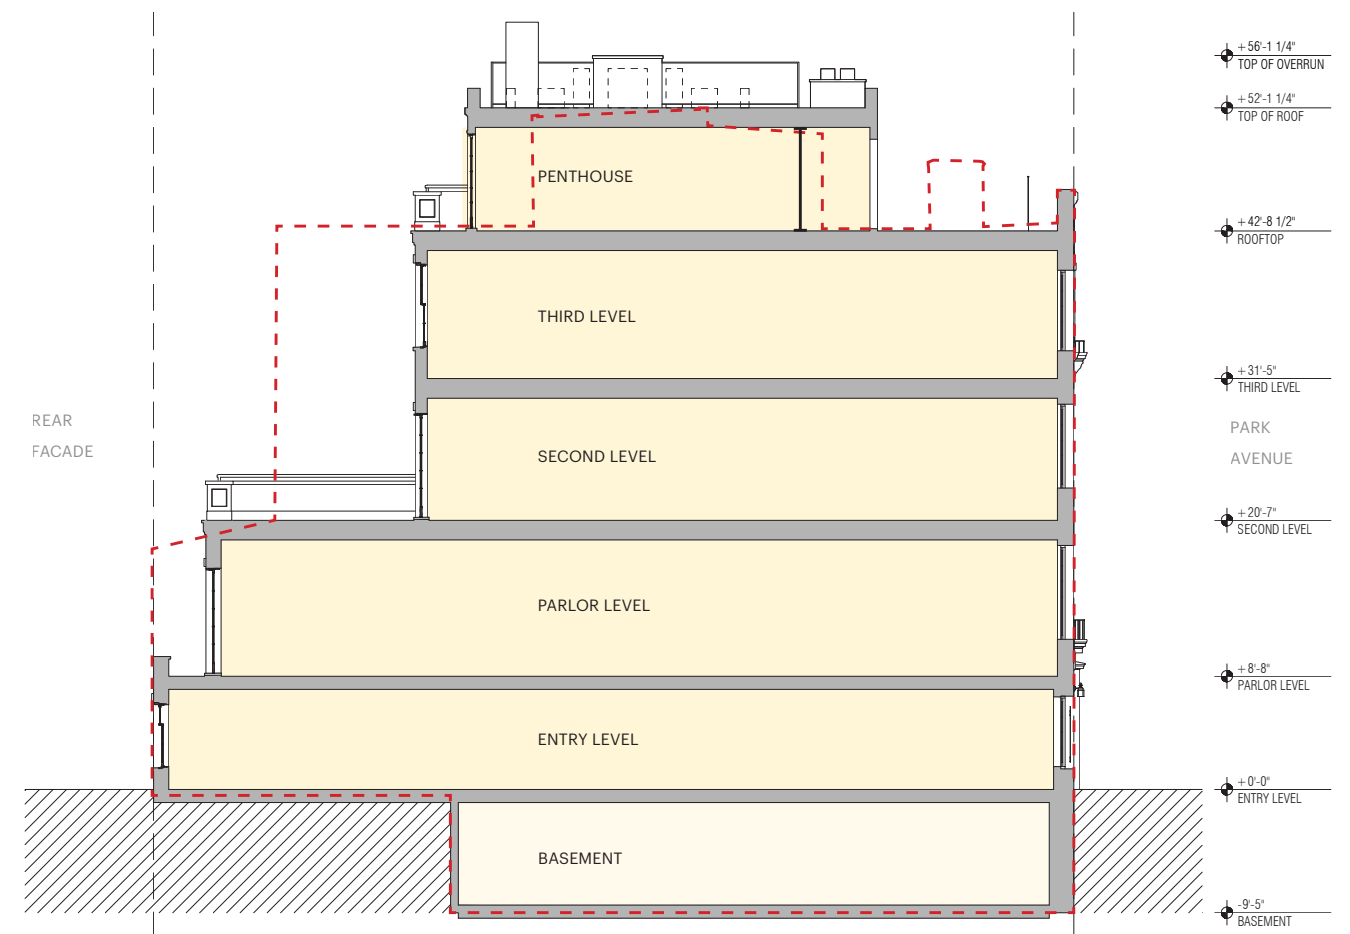 + 56'-1 1/4"
TOP OF OVERRUN
+ 52'-1 1/4"
TOP OF ROOF
PENTHOUSE
+ 42'-8 1/2"
ROOFTOP
THIRD LEVEL
+ 31'-5"
THIRD LEVEL
REAR
FACADE
PARK
AVENUE
SECOND LEVEL
+ 20'-7"
SECOND LEVEL
PARLOR LEVEL
+ 8'-8"
PARLOR LEVEL
ENTRY LEVEL
+ 0'-0"
ENTRY LEVEL
BASEMENT
-9'-5"
BASEMENT